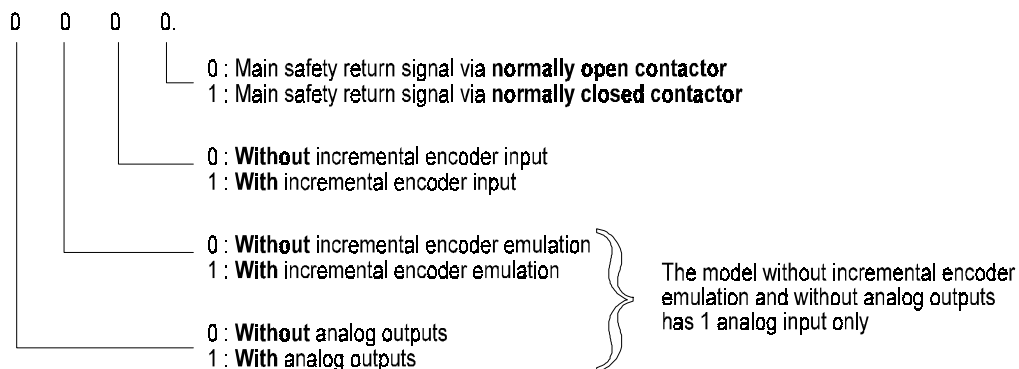 0 0 0 0.
0 : Main safety return signal via normally open contactor
1 : Main safety return signal via normally closed contactor
0 : Without incremental encoder input
1 : With incremental encoder input
0 : Without incremental encoder emulation
1 : With incremental encoder emulation
The model without incremental encoder
emulation and without analog outputs
has 1 analog input only
0 : Without analog outputs
1 : With analog outputs